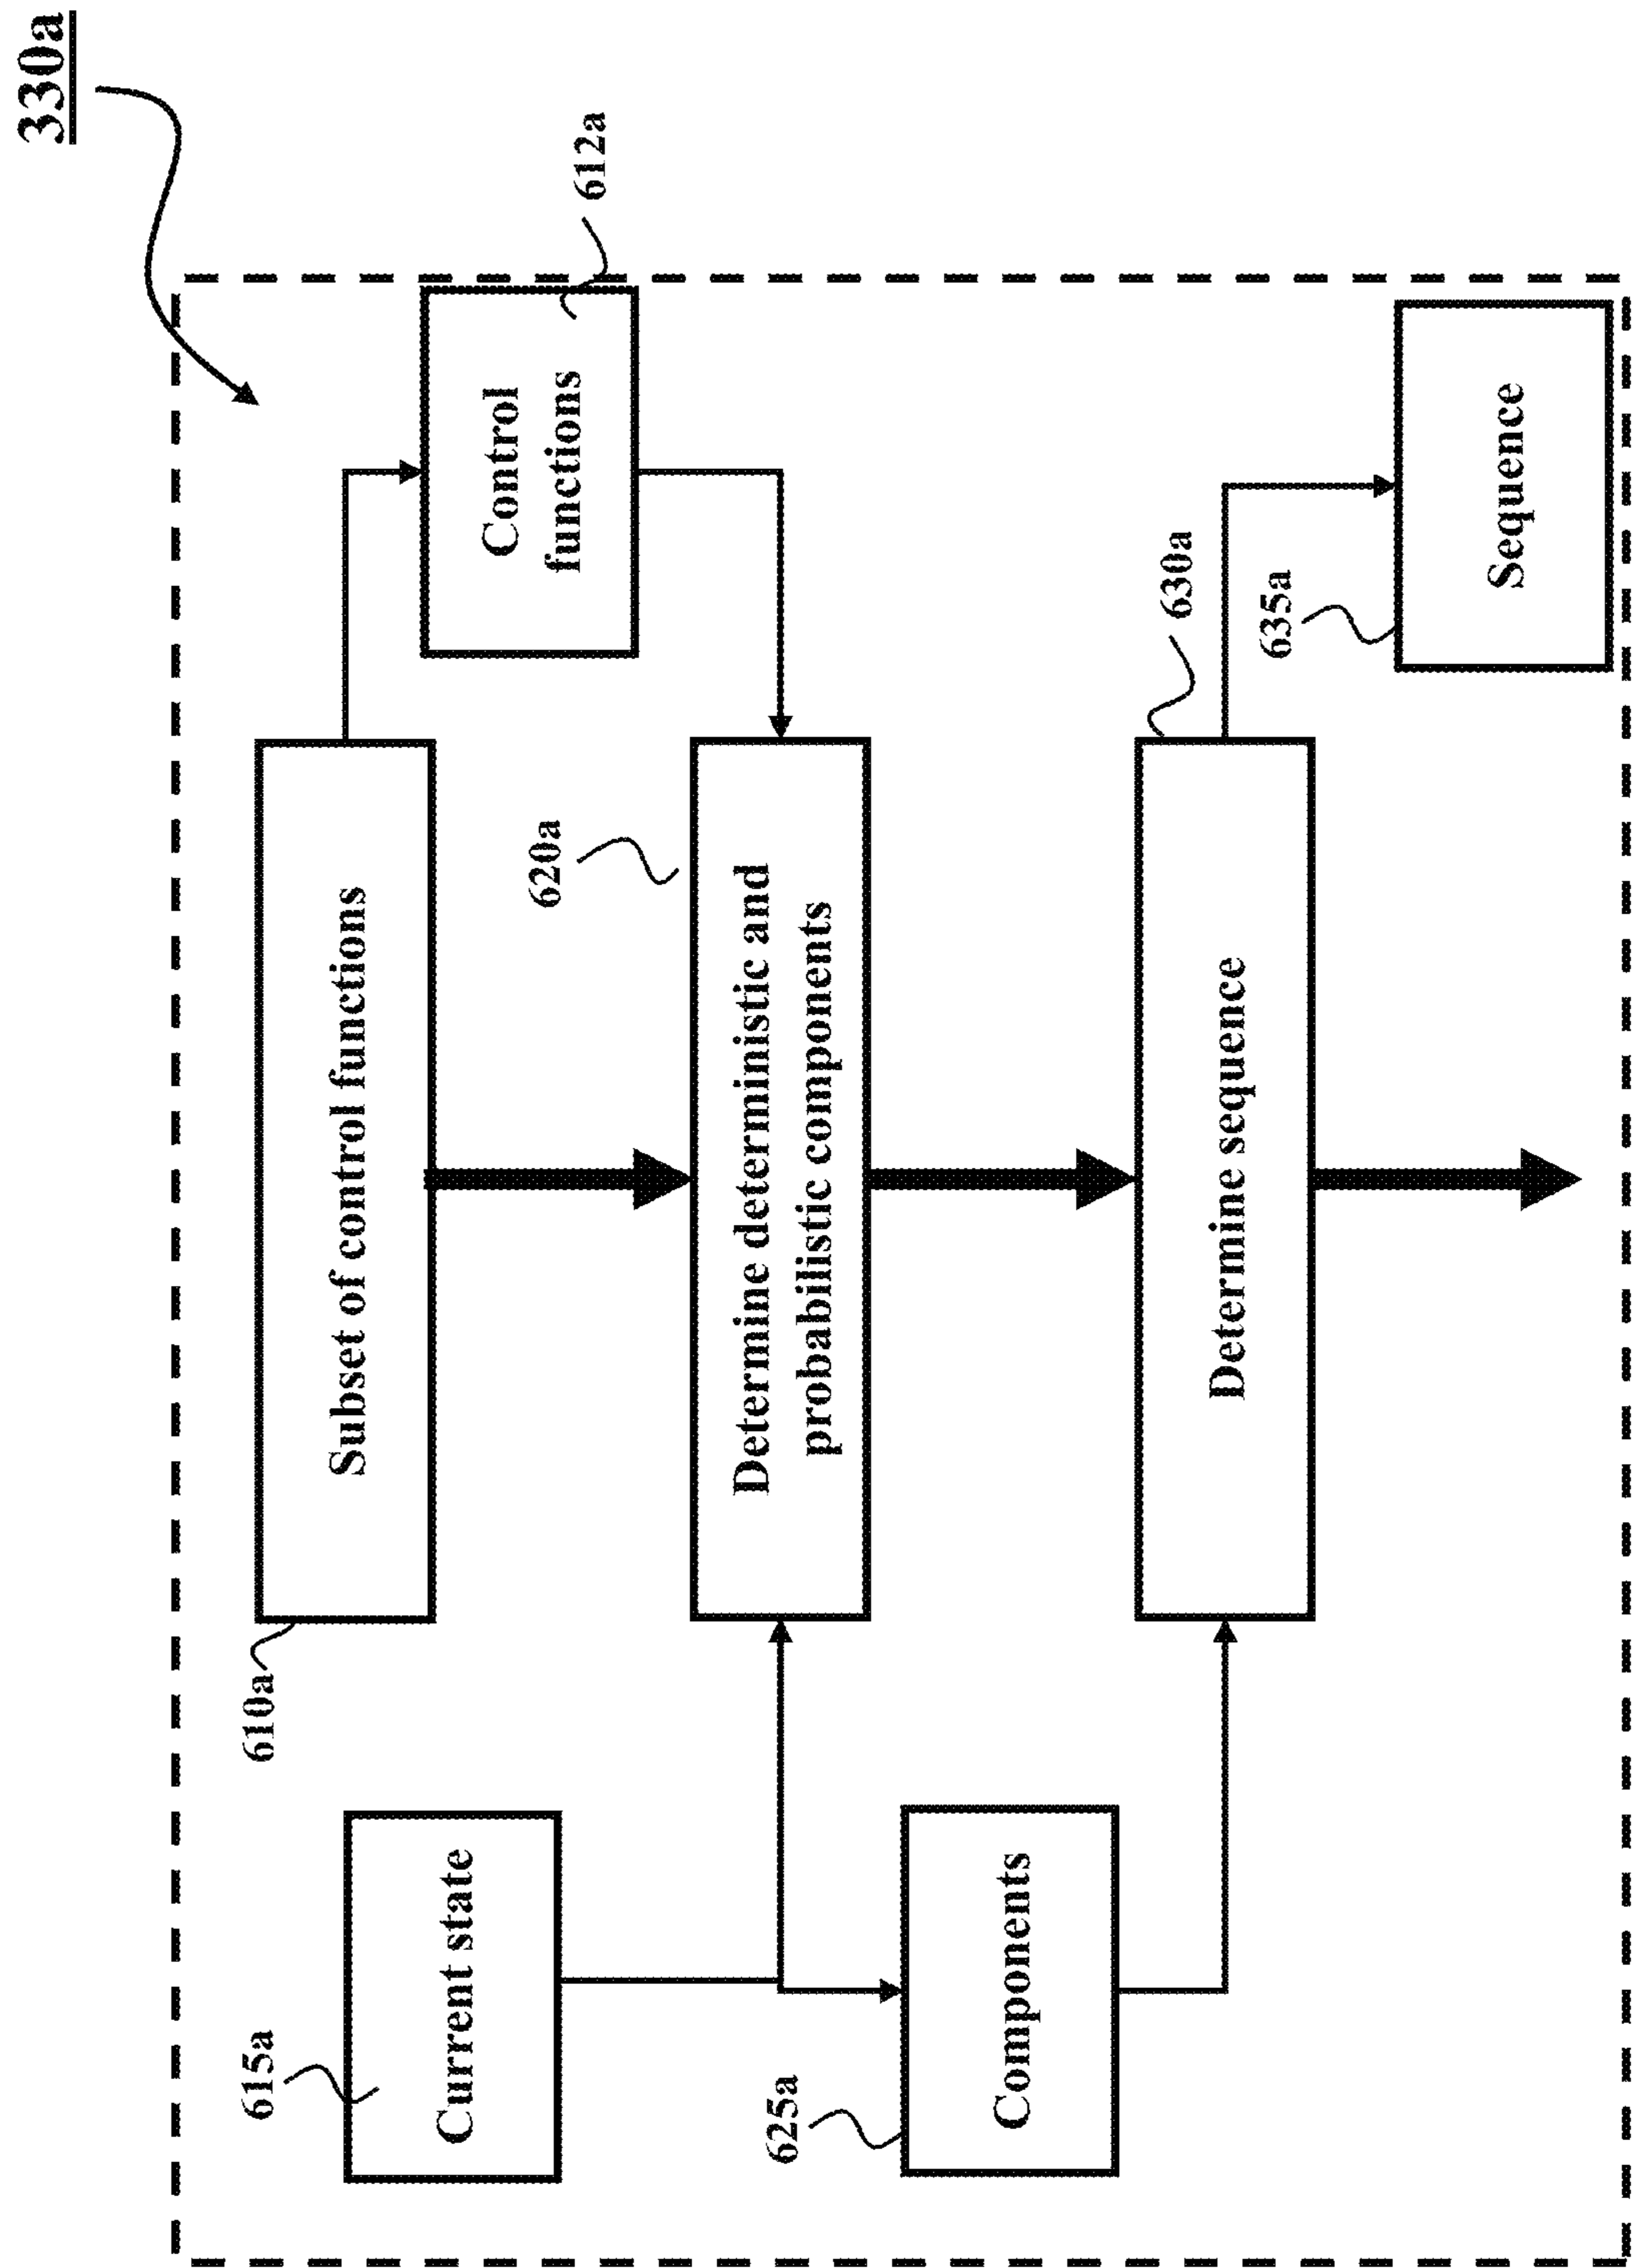 330a
610a
Subset of control functions
615a
Current state
Control
functions
612a
620a
Determine deterministic and
probabilistic components
625a
Components
630a
Determine sequence
635a
Sequence